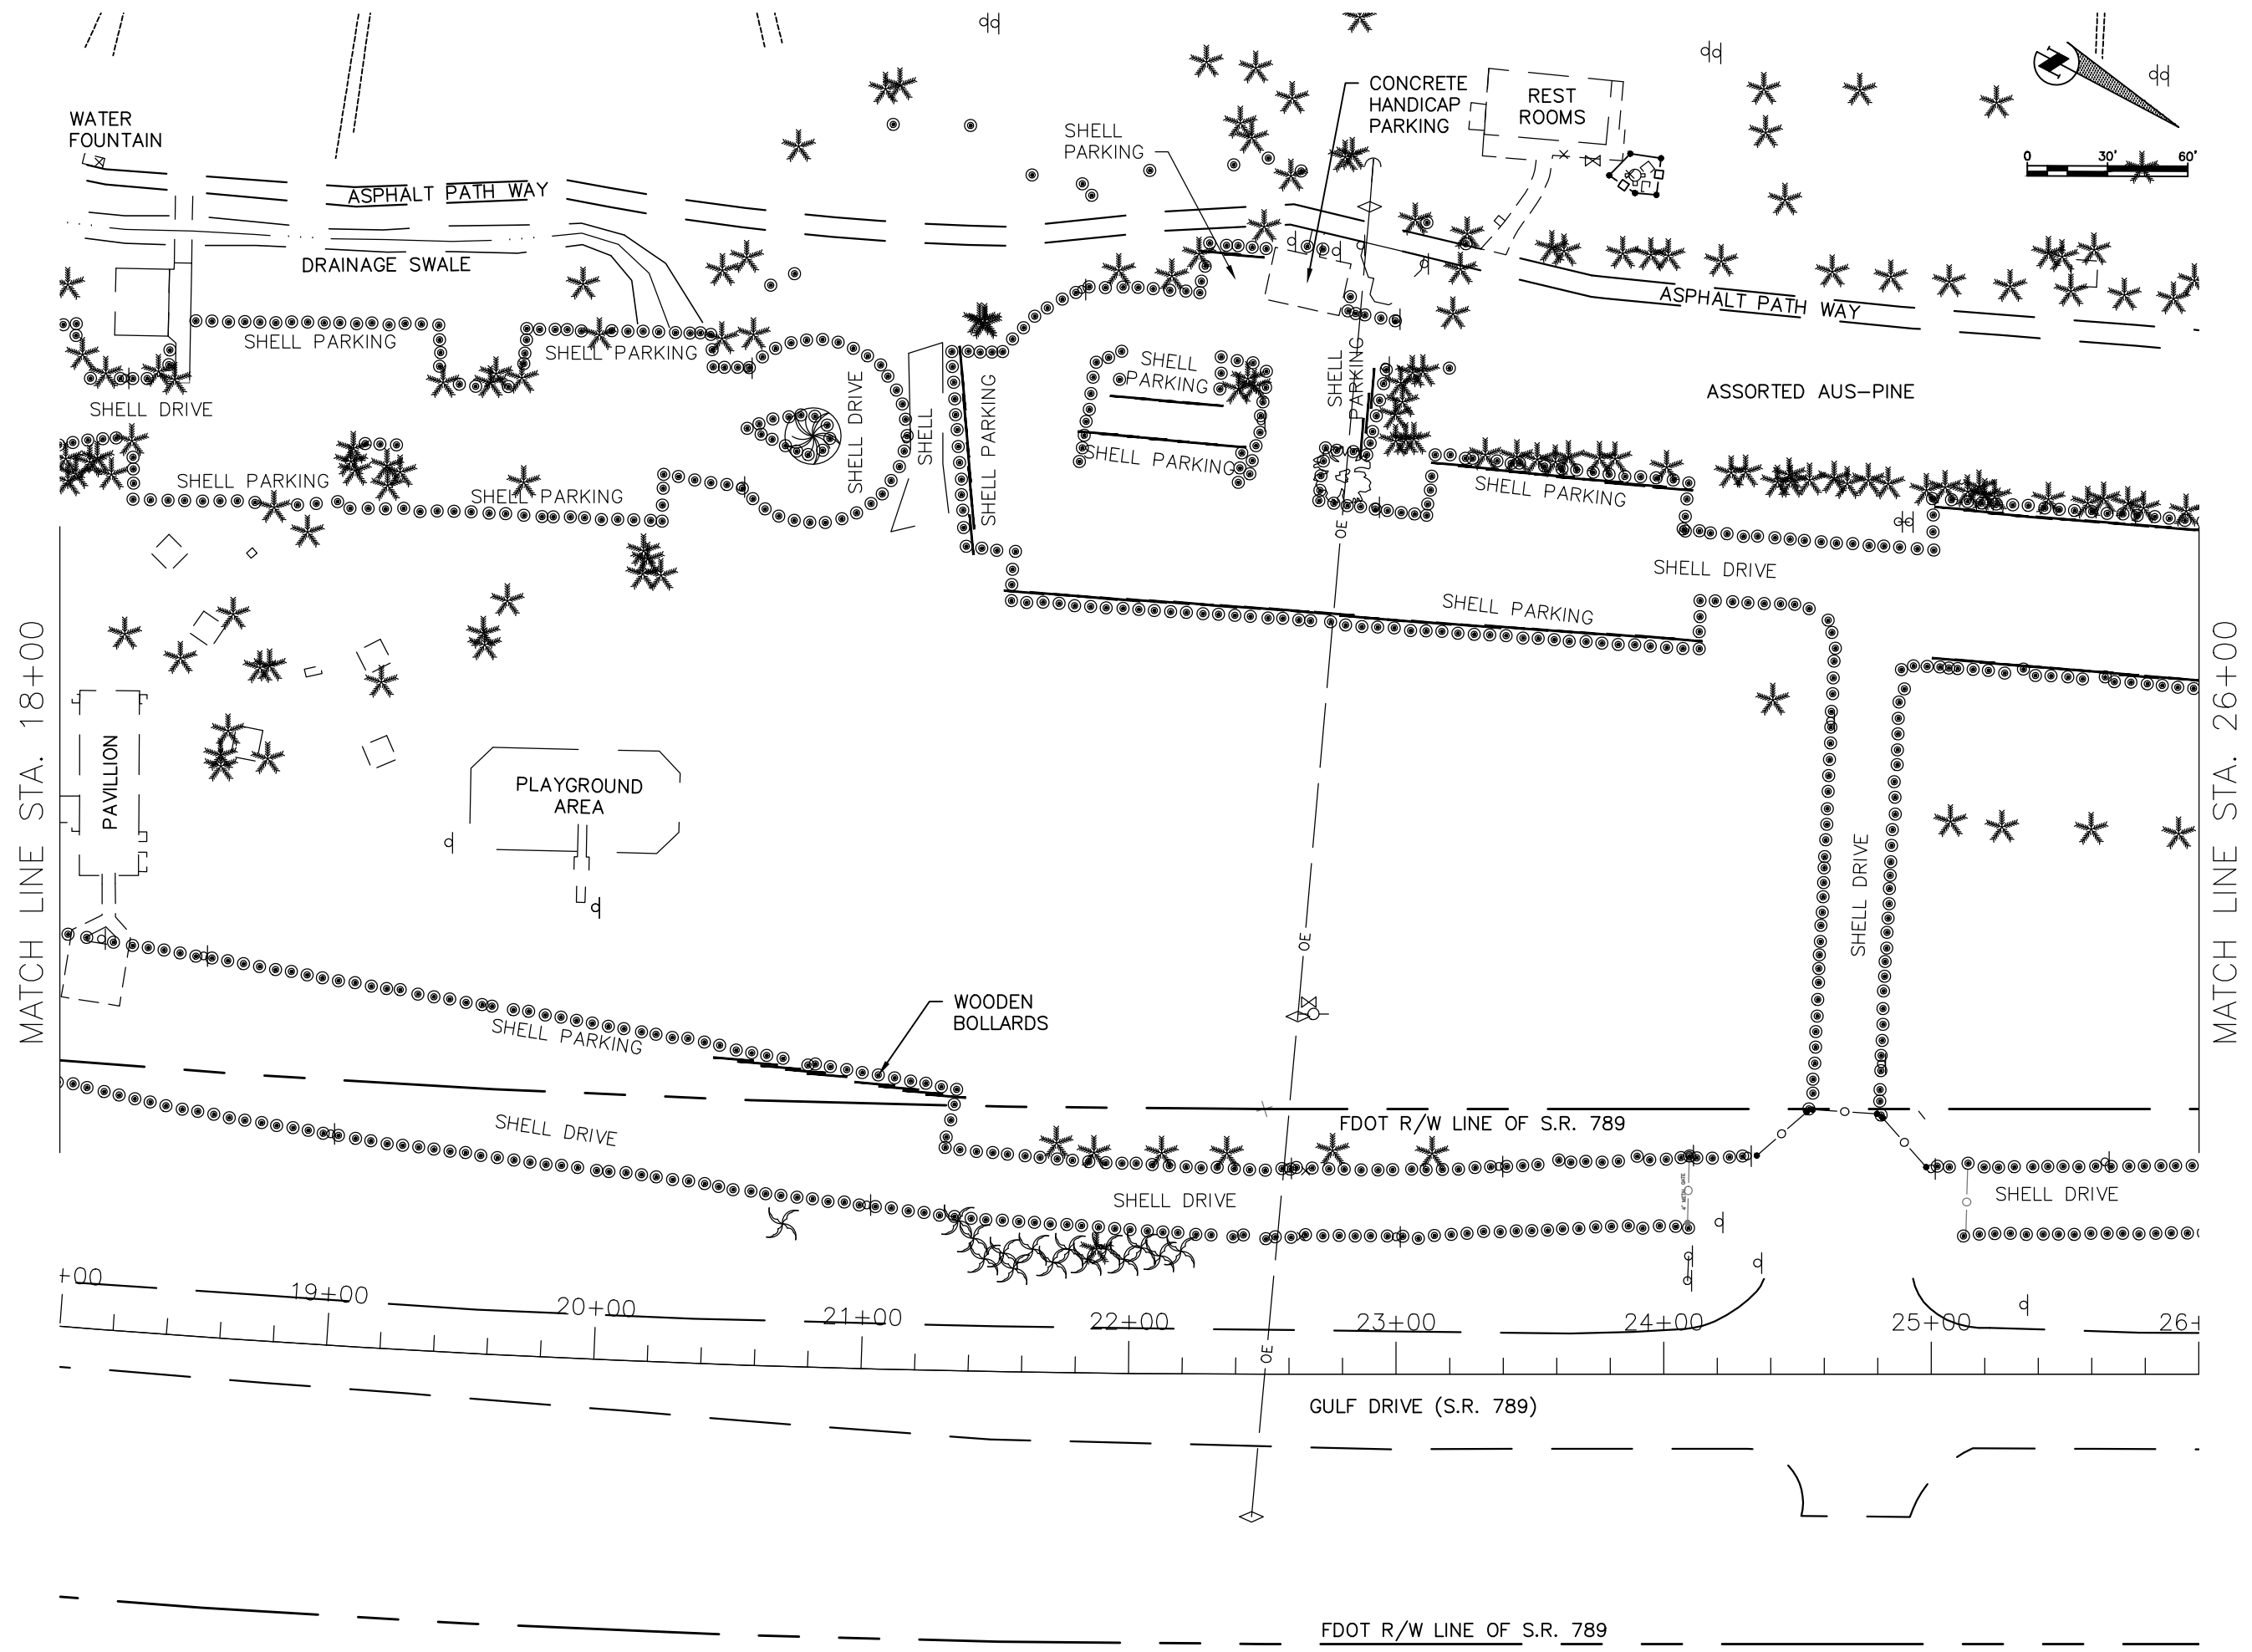 WATER
FOUNTAIN
CONCRETE
HANDICAP
PARKING
REST
ROOMS
SHELL
PARKING
0 30' 60'
ASPHALT PATH WAY
DRAINAGE SWALE
ASPHALT PATH WAY
SHELL PARKING
SHELL PARKING
SHELL
PARKING
SHELL
PARKING
ASSORTED AUS-PINE
SHELL DRIVE
SHELL DRIVE
SHELL
SHELL PARKING
SHELL PARKING
SHELL PARKING
SHELL PARKING
SHELL PARKING
OE
SHELL DRIVE
SHELL PARKING
MATCH LINE STA. 18+00
MATCH LINE STA. 26+00
PAVILLION
PLAYGROUND
AREA
SHELL DRIVE
OE
WOODEN
BOLLARDS
SHELL PARKING
SHELL DRIVE
FDOT R/W LINE OF S.R. 789
SHELL DRIVE
SHELL DRIVE
+00
19+00
20+00
21+00
22+00
23+00
24+00
25+00
26+
OE
GULF DRIVE (S.R. 789)
FDOT R/W LINE OF S.R. 789